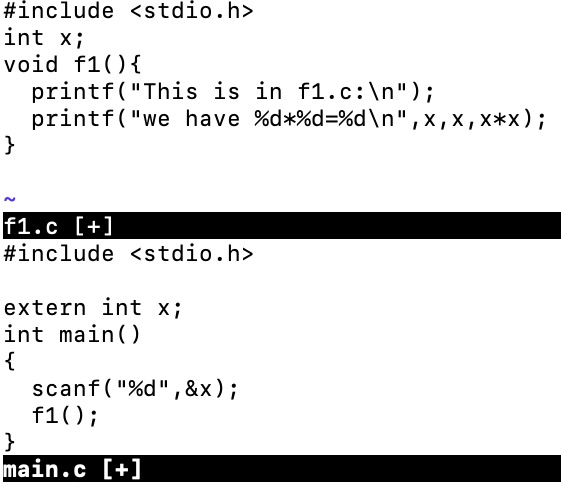 #include <stdio.h>
int x;
void f1(){
  printf("This is in f1.c:\n");
  printf("we have %d*%d=%d\n",x,x,x*x);
}
~
f1.c [+]
#include <stdio.h>
extern int x;
int main()
{
  scanf("%d",&x);
  f1();
}
main.c [+]